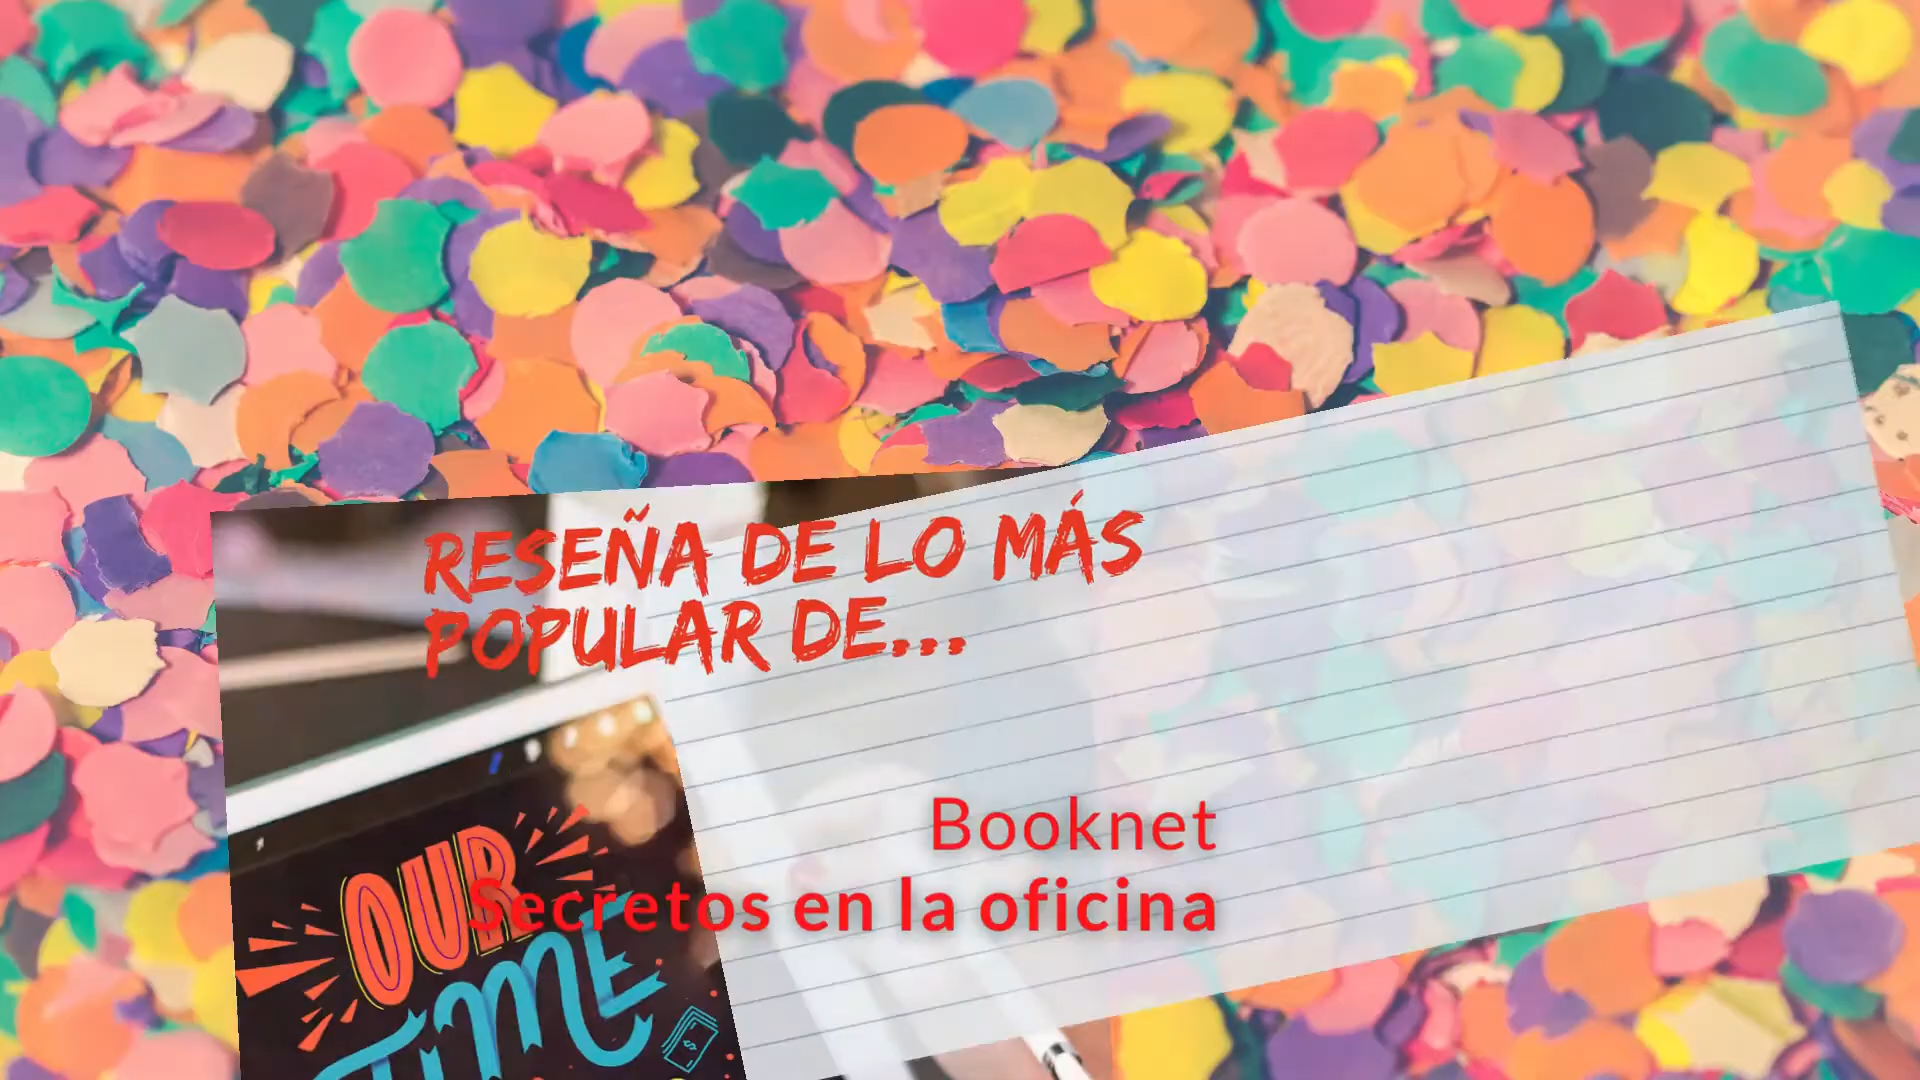 RESEÑA DE LO MÁS
POPULAR DE...
Booknet
Secretos en la oficina
OUR
TIME